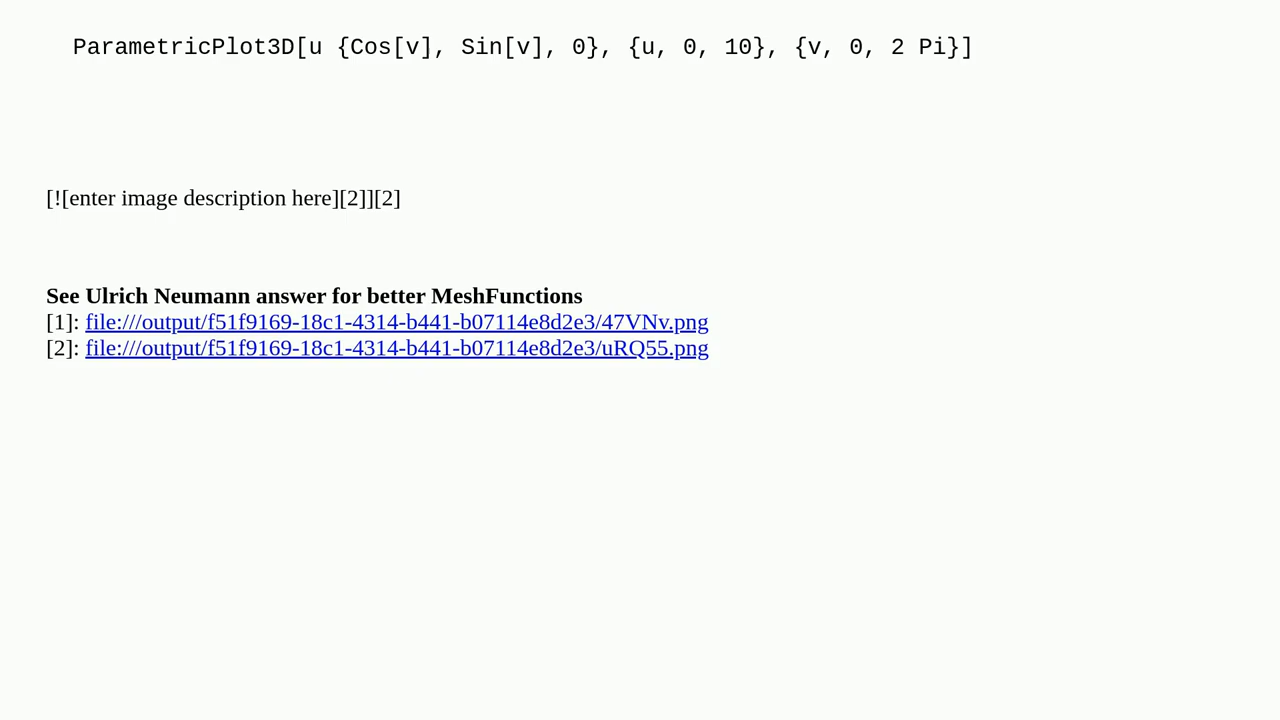 ParametricPlot3D[u {Cos[v], Sin[v], 0}, {u, 0, 10}, {v, 0, 2 Pi}]
[![enter image description here][2]][2]
See Ulrich Neumann answer for better MeshFunctions
[1]: file:///output/f51f9169-18c1-4314-b441-b07114e8d2e3/47VNv.png
[2]: file:///output/f51f9169-18c1-4314-b441-b07114e8d2e3/uRQ55.png